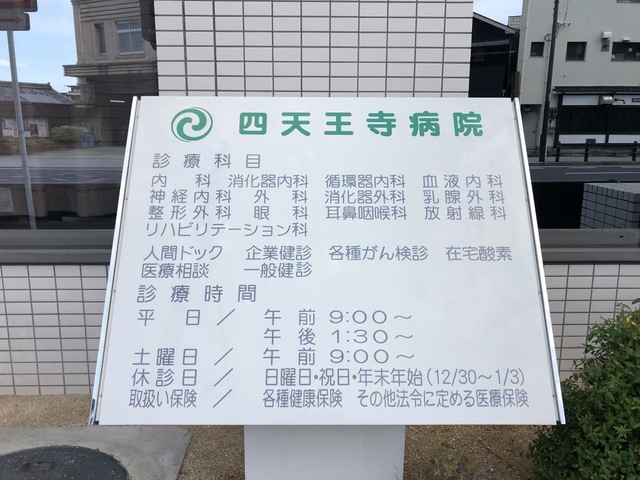 四天王寺病院
診療科目
内科 消化器内科 循環器内科 血液内科
神経内科 外科 消化器外科 乳腺外科
整形外科 眼科 耳鼻咽喉科 放射線科
リハビリテーション科
人間ドック 企業健診 各種がん検診 在宅酸素
医療相談 一般健診
診療時間
平日／ 午前 9:00～
午後 1:30～
土曜日／ 午前 9:00～
休診日／ 日曜日・祝日・年末年始(12/30～1/3)
取扱い保険／ 各種健康保険 その他法令に定める医療保険